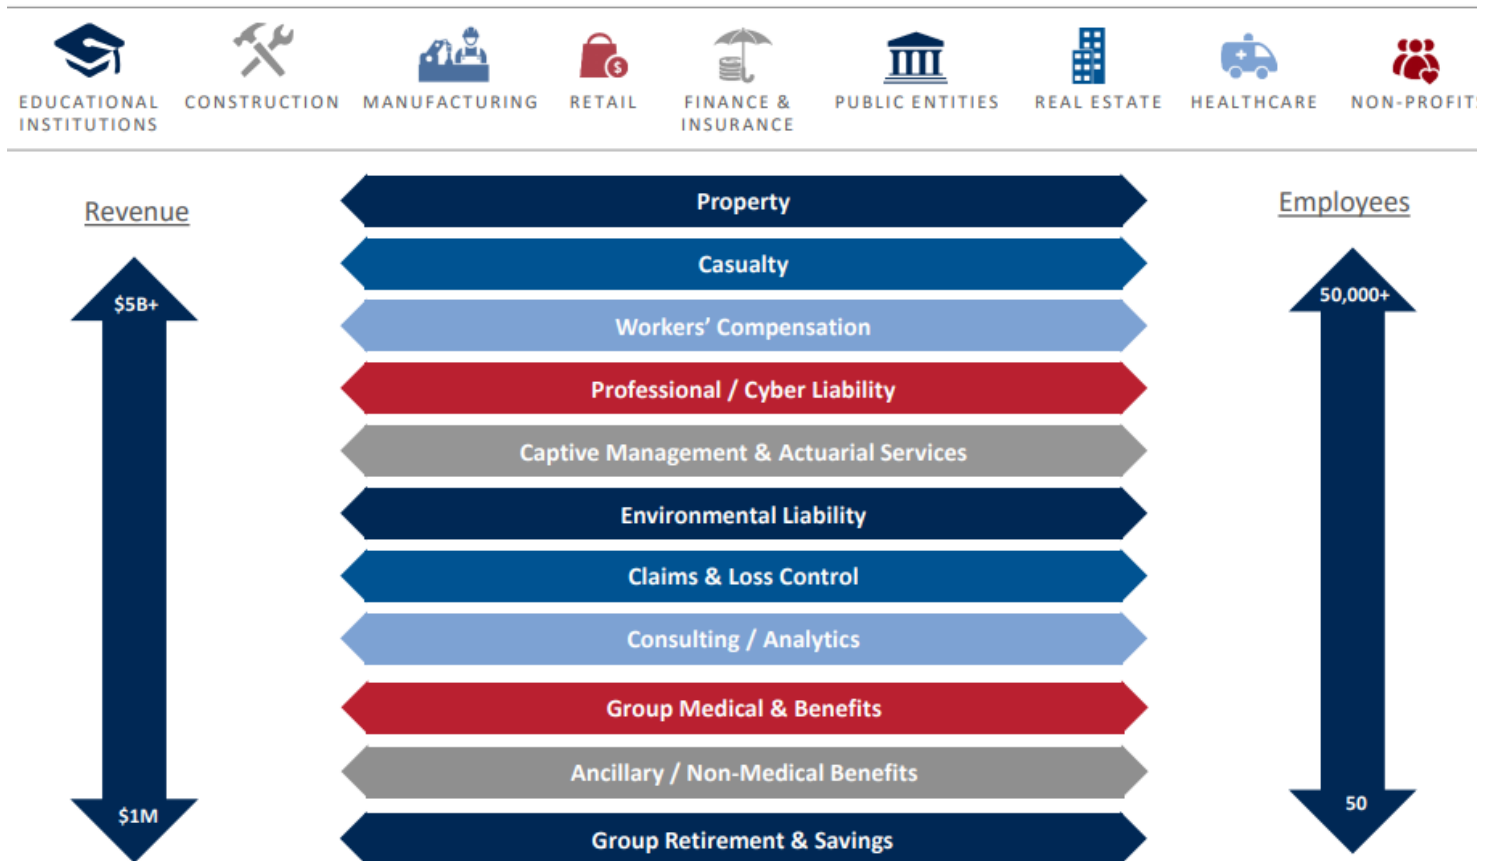 EDUCATIONAL
INSTITUTIONS
CONSTRUCTION
MANUFACTURING
RETAIL
$
FINANCE &
INSURANCE
PUBLIC ENTITIES
REAL ESTATE
HEALTHCARE
NON-PROFIT
Revenue
$5B+
$1M
Property
Casualty
Workers' Compensation
Professional / Cyber Liability
Captive Management & Actuarial Services
Environmental Liability
Claims & Loss Control
Consulting / Analytics
Group Medical & Benefits
Ancillary / Non-Medical Benefits
Group Retirement & Savings
Employees
50,000+
50